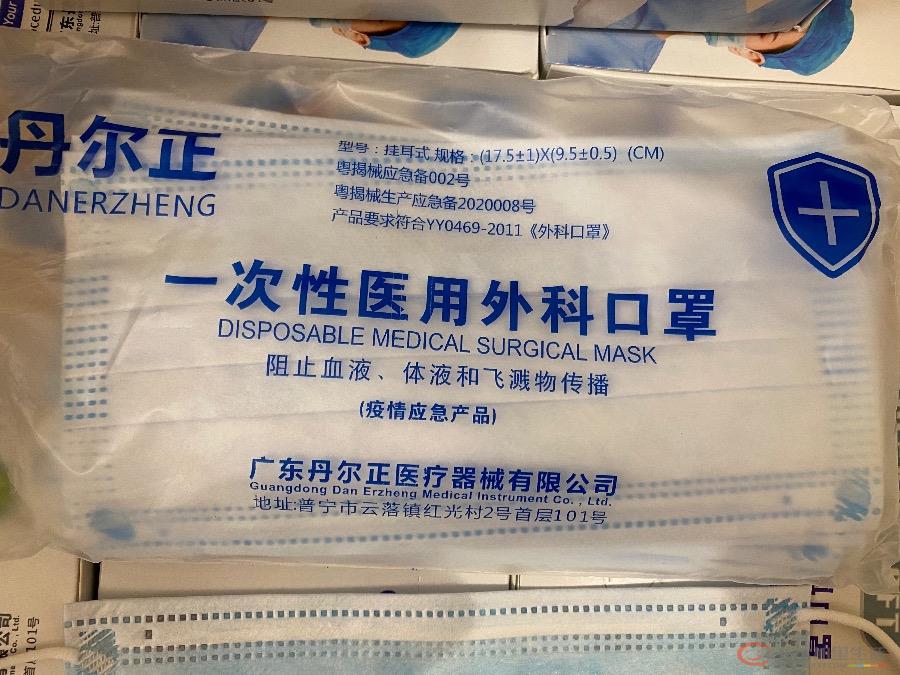 丹尔正
DANERZHENG
型号：挂耳式 规格：(17.5±1)X(9.5±0.5) (CM)
粤揭械应急备002号
粤揭械生产应急备2020008号
产品要求符合YY0469-2011《外科口罩》
一次性医用外科口罩
DISPOSABLE MEDICAL SURGICAL MASK
阻止血液、体液和飞溅物传播
(疫情应急产品)
广东丹尔正医疗器械有限公司
Guangdong Dan Erzheng Medical Instrument Co., Ltd.
地址:普宁市云落镇红光村2号首层101号